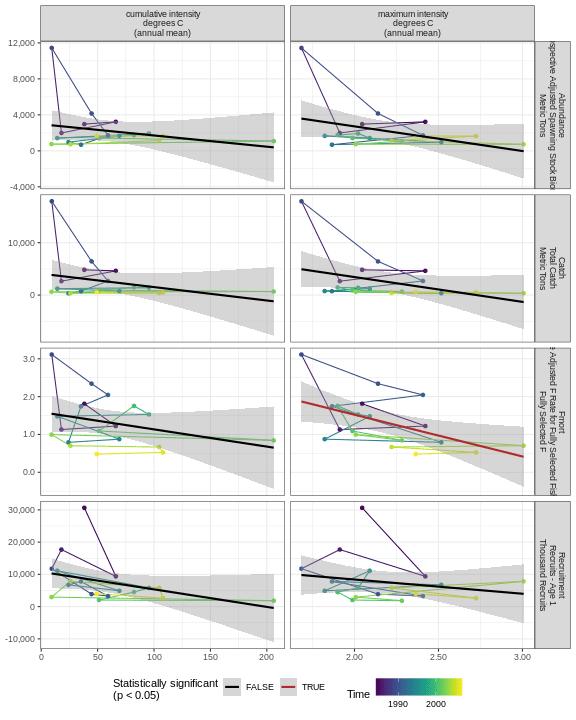 cumulative intensity
degrees C
(annual mean)
maximum intensity
degrees C
(annual mean)
12,000
8,000
4,000
0
-4,000
Abundance
Adjusted Spawning Stock
Metric Tons
10,000
0
Catch
Total Catch
Metric Tons
3.0
2.0
1.0
0.0
Fmort
Adjusted F Rate for Fully Selected
Fully Selected F
30,000
20,000
10,000
0
-10,000
Recruitment
Recruits - Age 1
Thousand Recruits
0
50
100
150
200
2.00
2.50
3.00
Statistically significant
(p < 0.05)
FALSE
TRUE
Time
1990
2000